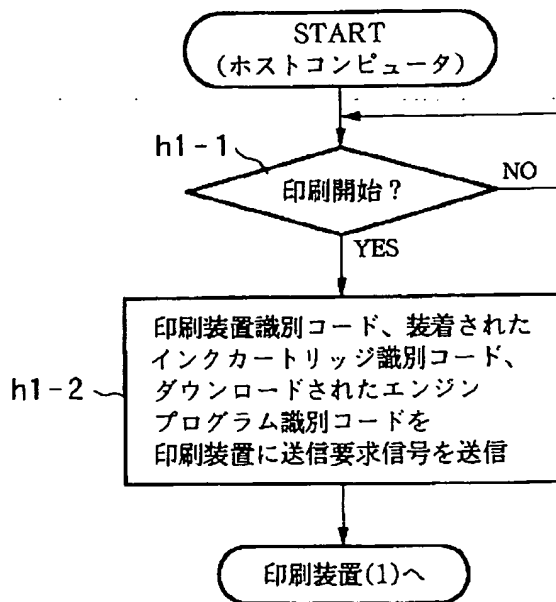 START
(ホストコンピュータ)
h1-1
印刷開始?
NO
YES
h1-2
印刷装置識別コード、装着された
インクカートリッジ識別コード、
ダウンロードされたエンジン
プログラム識別コードを
印刷装置に送信要求信号を送信
印刷装置(1)へ